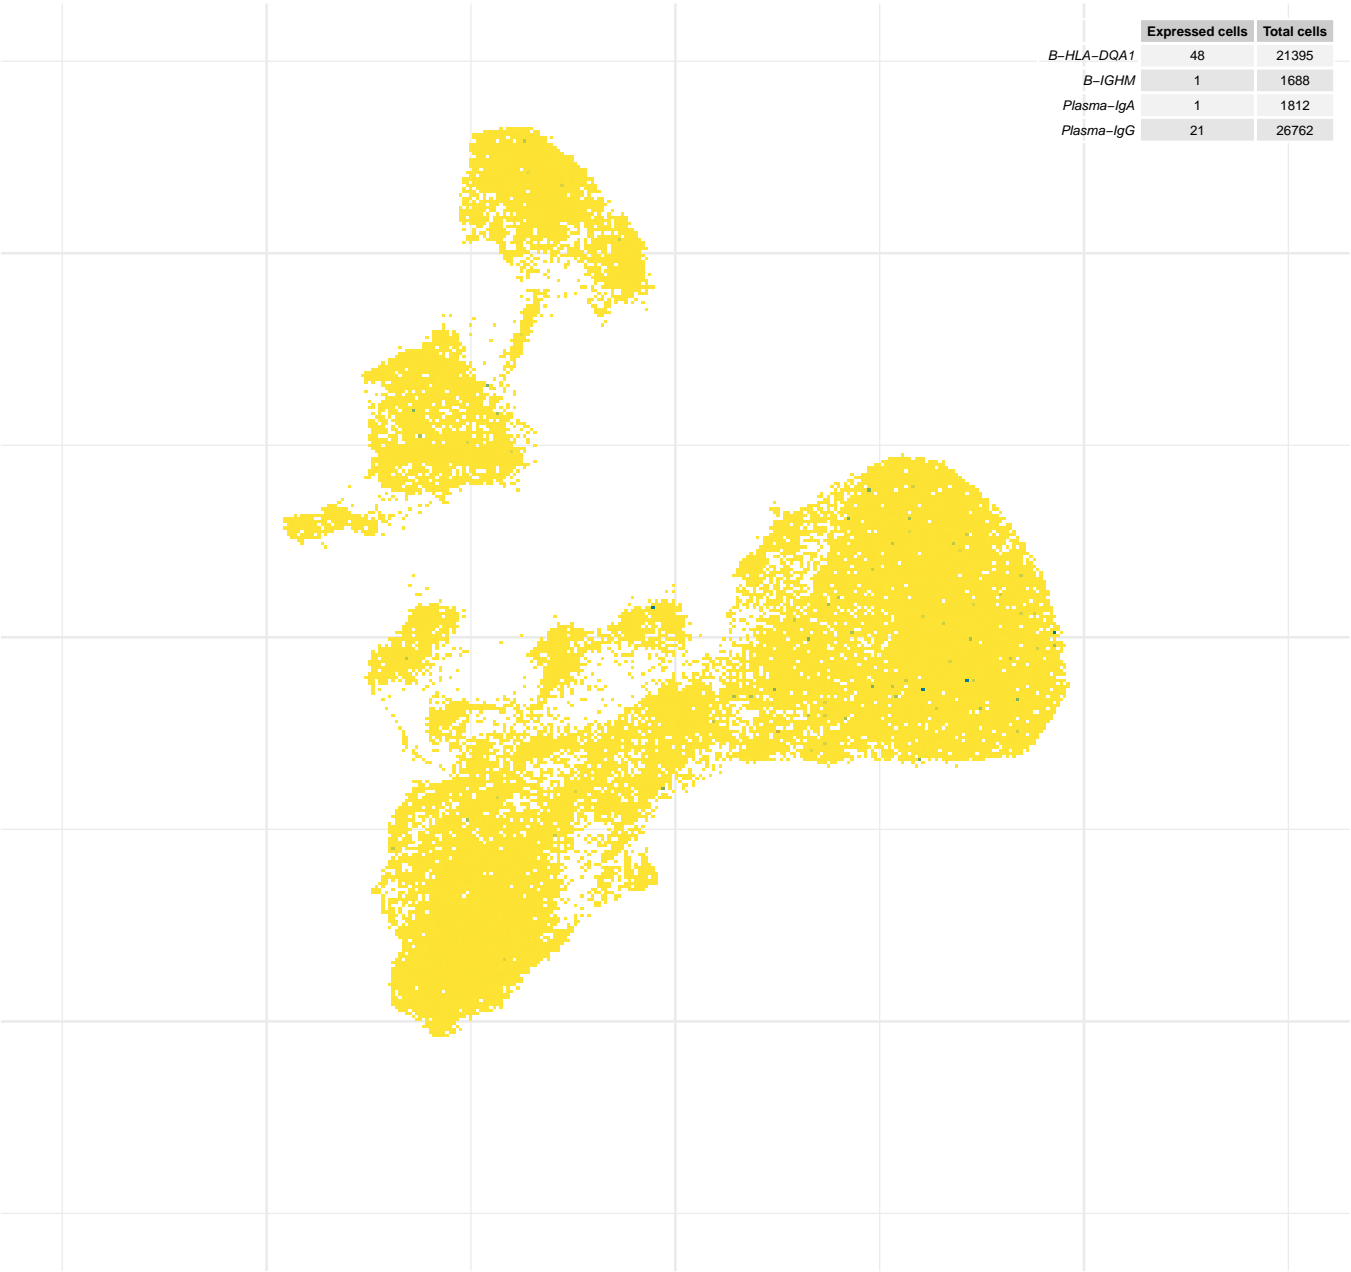 Expressed cells Total cells
B−HLA−DQA1 48 21395
B−IGHM 1 1688
Plasma−IgA 1 1812
Plasma−IgG 21 26762